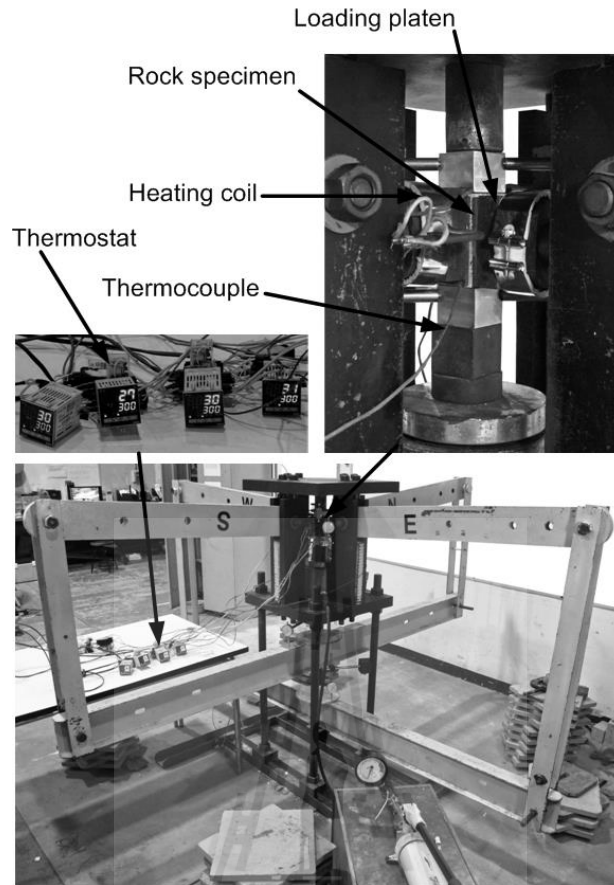 Loading platen
Rock specimen
Heating coil
Thermostat
Thermocouple
30
300
27
300
30
300
31
300
W
N
S
E